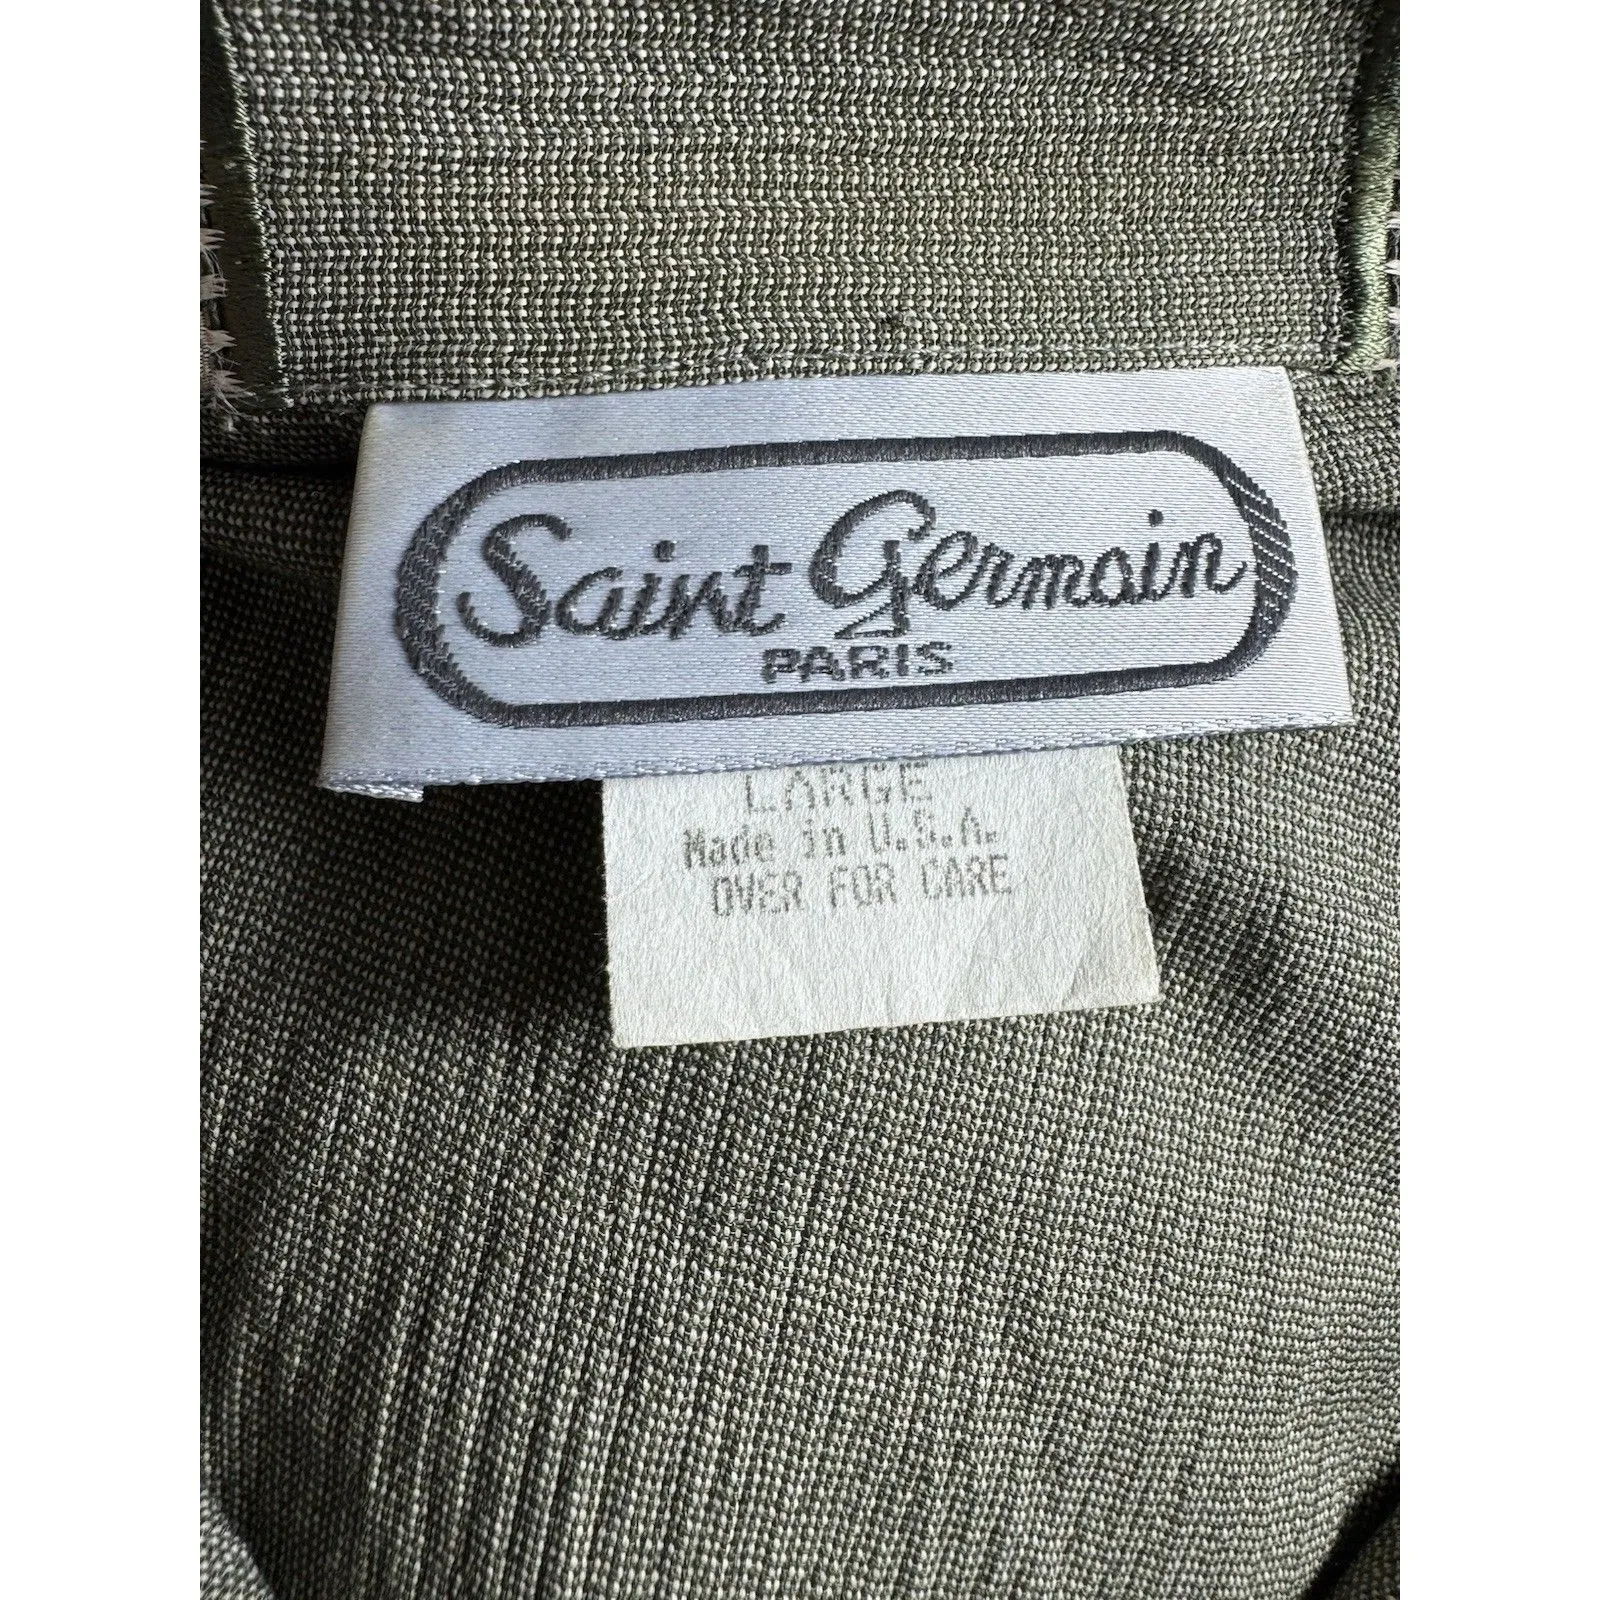 Saint Germain
PARIS
LARGE
Made in U.S.A.
OVER FOR CARE